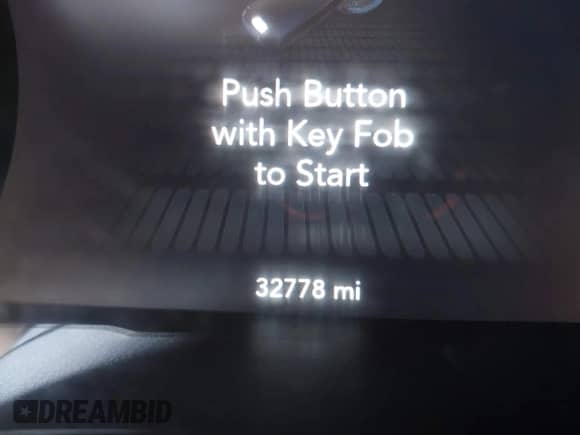 Push Button
with Key Fob
to Start
32778 mi
DREAMBID